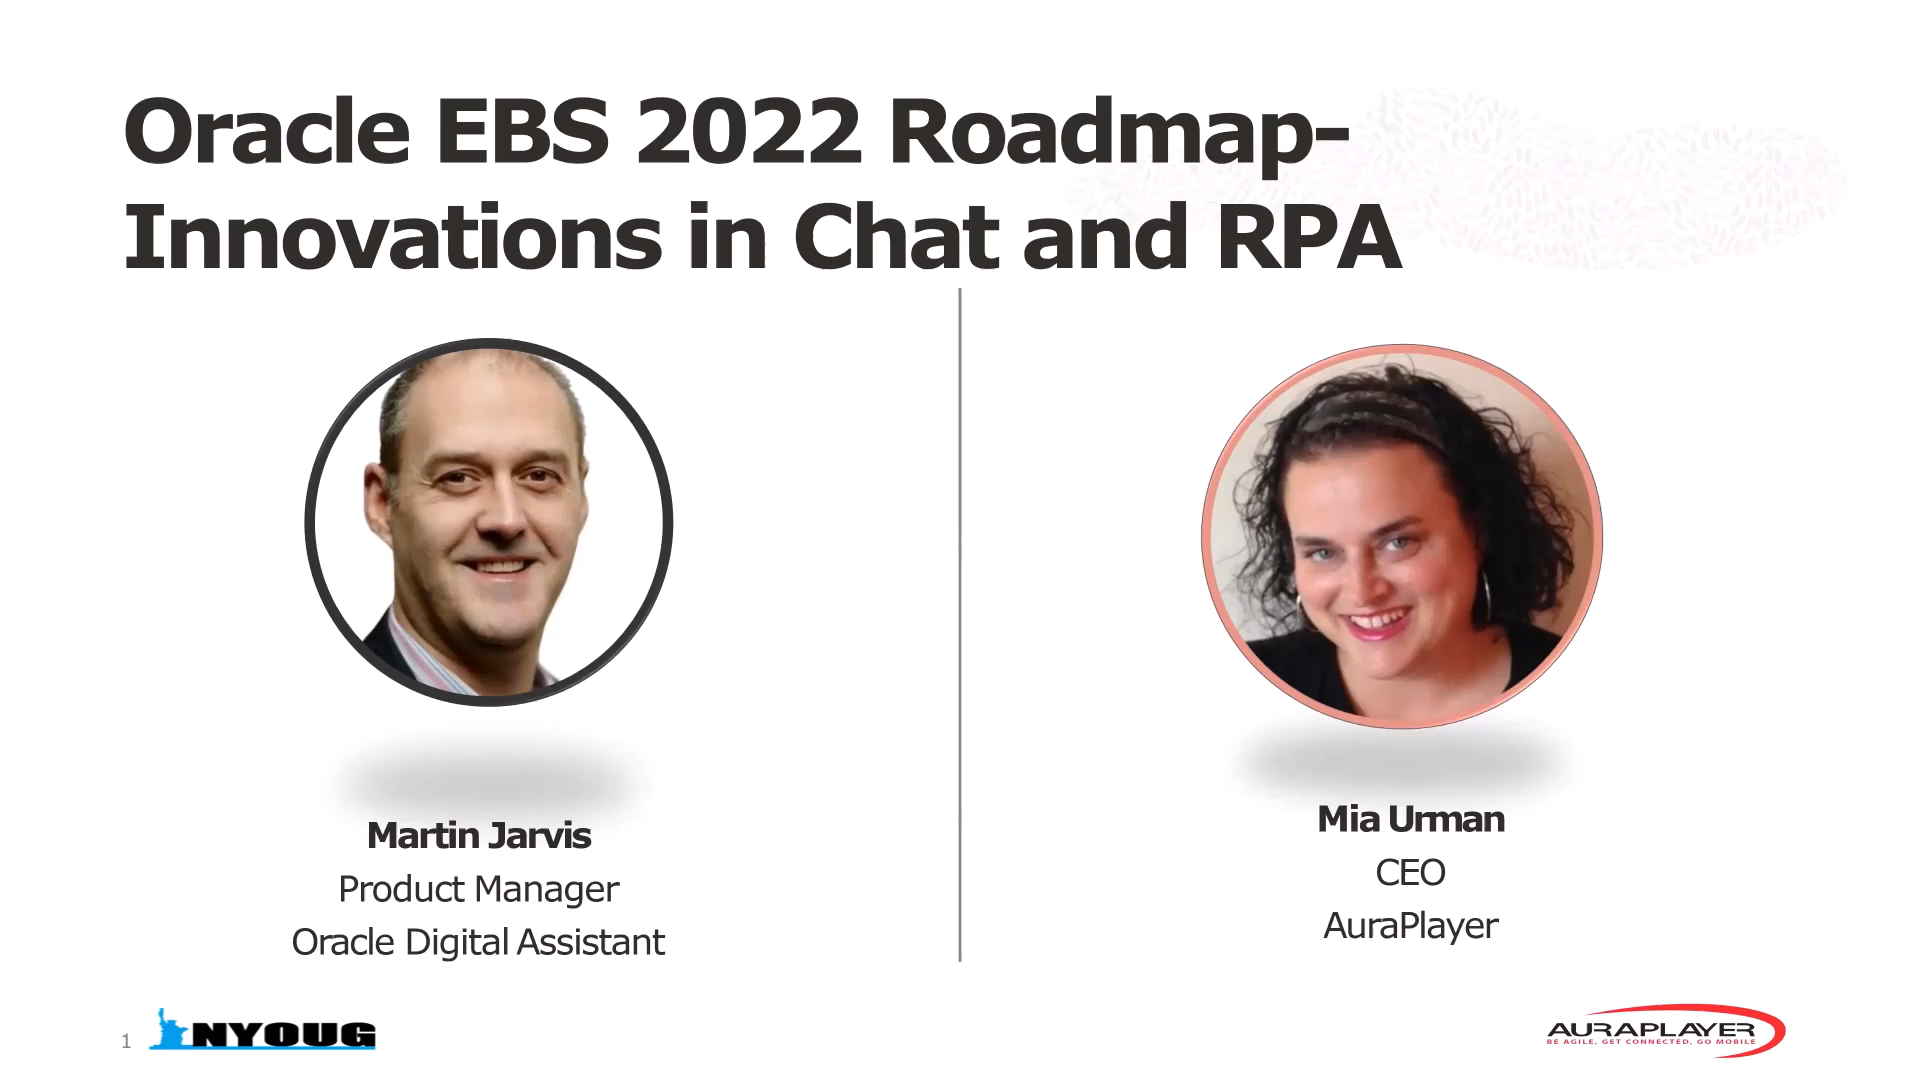 Oracle EBS 2022 Roadmap-
Innovations in Chat and RPA
Martin Jarvis
Product Manager
Oracle Digital Assistant
Mia Urman
CEO
AuraPlayer
1
NYOUG
AURAPLAYER
BE AGILE, GET CONNECTED, GO MOBILE